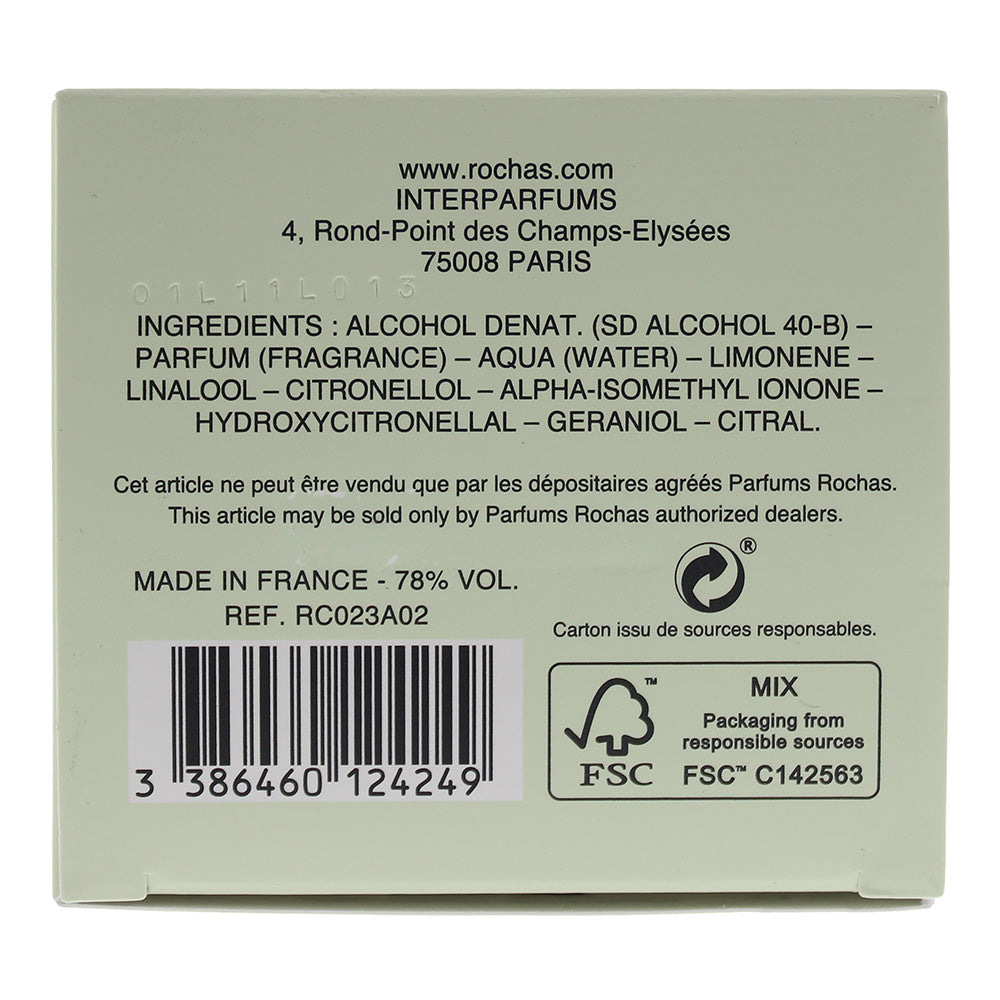 www.rochas.com
INTERPARFUMS
4, Rond-Point des Champs-Elysées
75008 PARIS
01L11L013
INGREDIENTS : ALCOHOL DENAT. (SD ALCOHOL 40-B) –
PARFUM (FRAGRANCE) – AQUA (WATER) – LIMONENE –
LINALOOL – CITRONELLOL – ALPHA-ISOMETHYL IONONE –
HYDROXYCITRONELLAL – GERANIOL – CITRAL.
Cet article ne peut être vendu que par les dépositaires agréés Parfums Rochas.
This article may be sold only by Parfums Rochas authorized dealers.
MADE IN FRANCE - 78% VOL.
REF. RC023A02
3 386460 124249
®
Carton issu de sources responsables.
™
FSC
MIX
Packaging from
responsible sources
FSC™ C142563